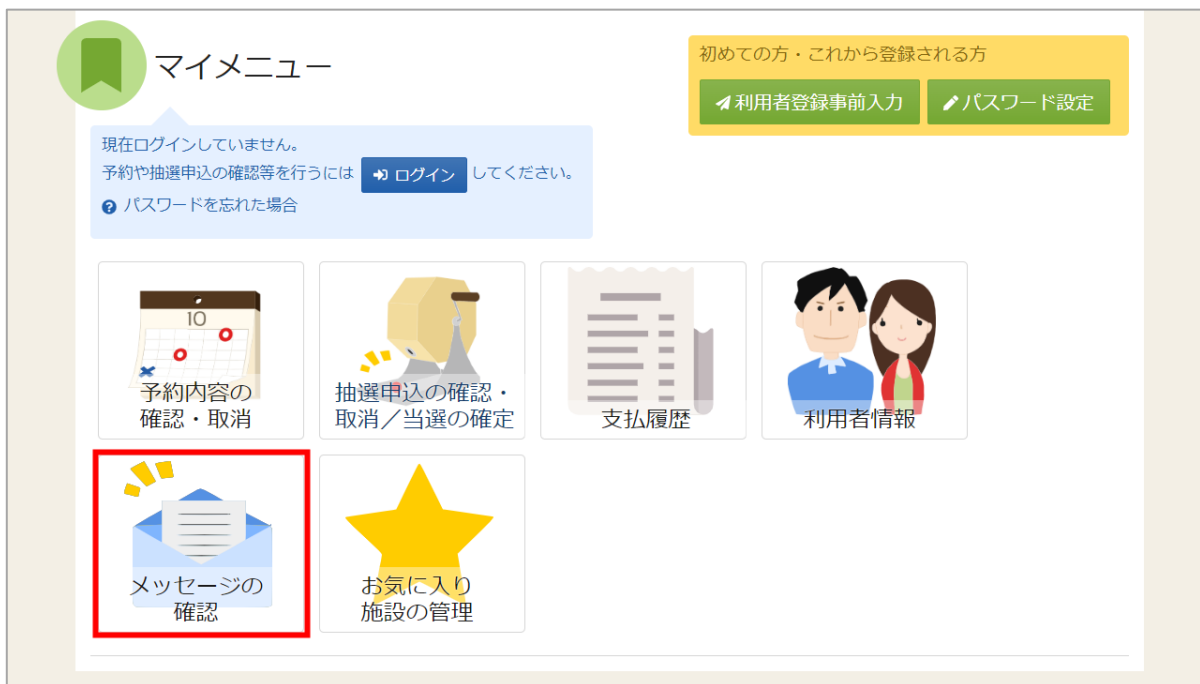 マイメニュー
初めての方・これから登録される方
利用者登録事前入力 パスワード設定
現在ログインしていません。
予約や抽選申込の確認等を行うには ログイン してください。
パスワードを忘れた場合
10
予約内容の
確認・取消
抽選申込の確認・
取消／当選の確定
支払履歴
利用者情報
メッセージの
確認
お気に入り
施設の管理